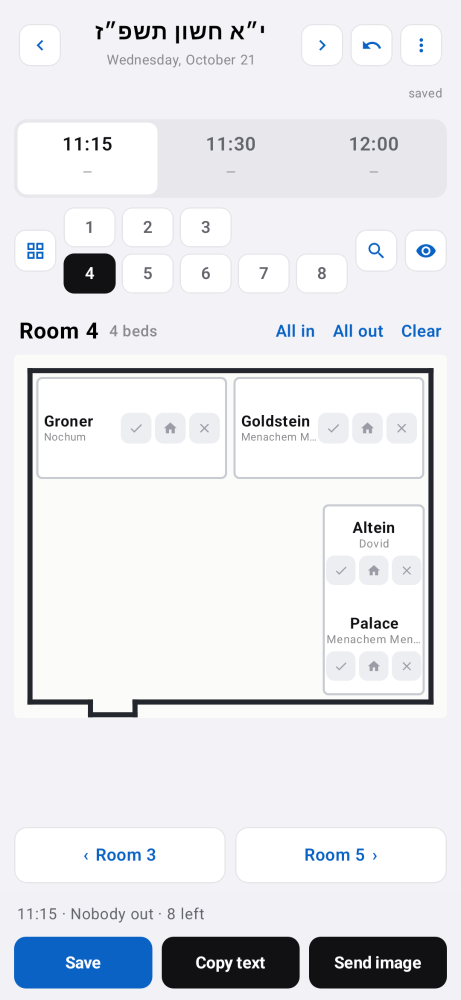 י״א חשון תשפ״ז
Wednesday, October 21
saved
11:15 11:30 12:00
– – –
1 2 3
4 5 6 7 8
Room 4 4 beds All in All out Clear
Groner
Nochum
Goldstein
Menachem M...
Altein
Dovid
Palace
Menachem Men...
‹ Room 3 Room 5 ›
11:15 · Nobody out · 8 left
Save Copy text Send image